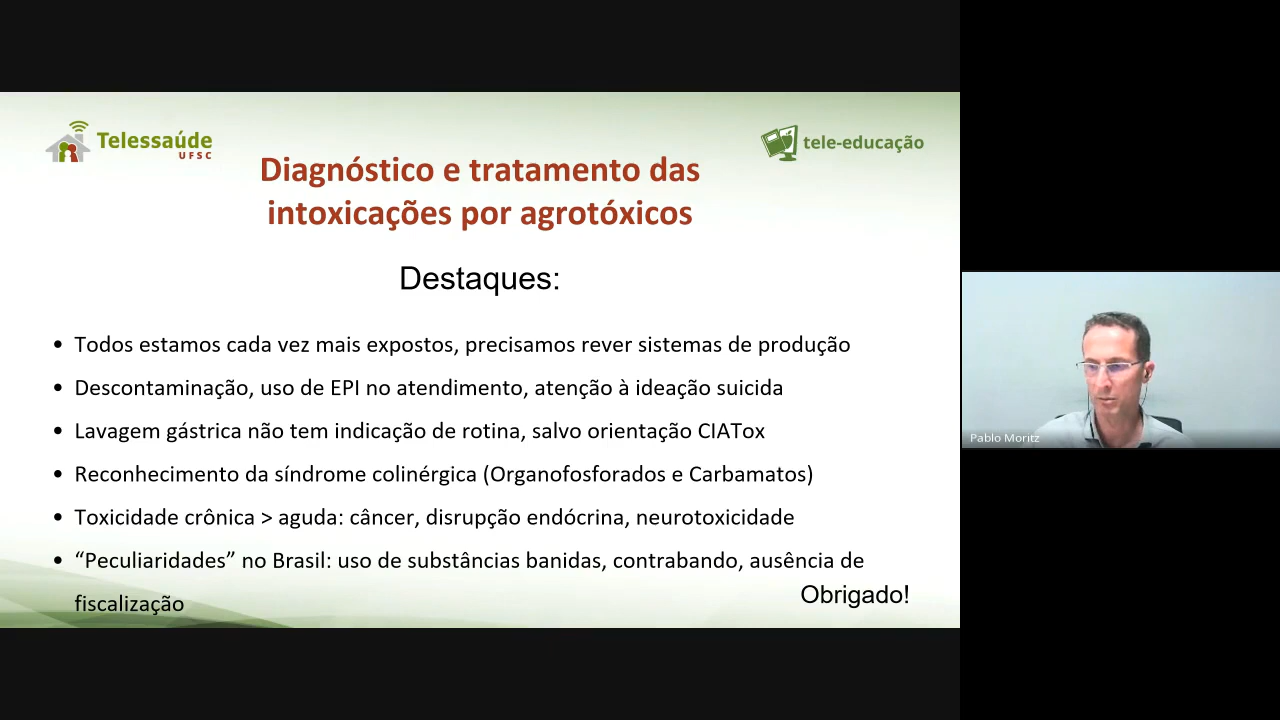 Telessaúde
UFSC
tele-educação
Diagnóstico e tratamento das
intoxicações por agrotóxicos
Destaques:
• Todos estamos cada vez mais expostos, precisamos rever sistemas de produção
• Descontaminação, uso de EPI no atendimento, atenção à ideação suicida
• Lavagem gástrica não tem indicação de rotina, salvo orientação CIATox
• Reconhecimento da síndrome colinérgica (Organofosforados e Carbamatos)
• Toxicidade crônica > aguda: câncer, disrupção endócrina, neurotoxicidade
• “Peculiaridades” no Brasil: uso de substâncias banidas, contrabando, ausência de
fiscalização
Obrigado!
Pablo Moritz